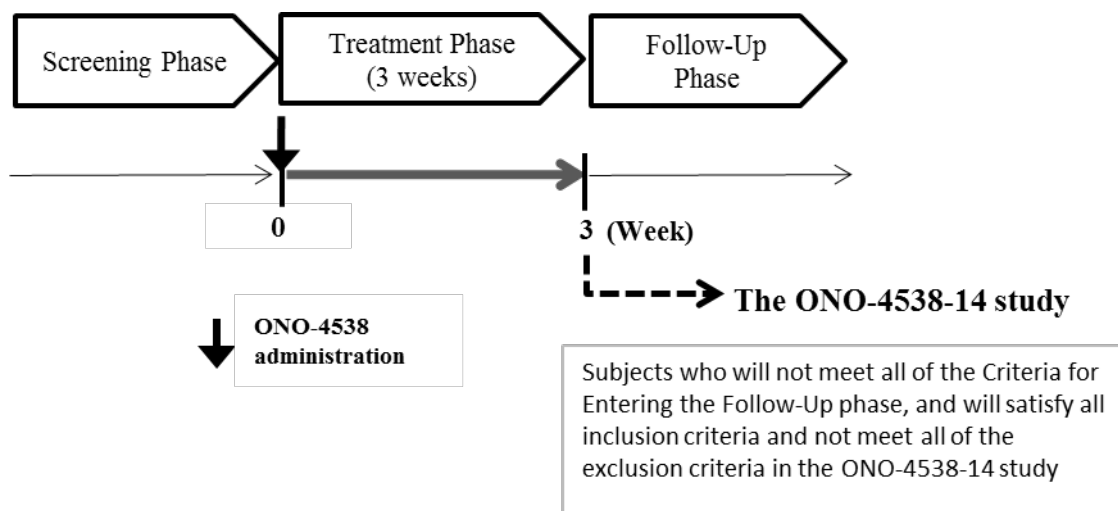 Screening Phase
Treatment Phase
(3 weeks)
Follow-Up
Phase
0
3 (Week)
The ONO-4538-14 study
ONO-4538
administration
Subjects who will not meet all of the Criteria for
Entering the Follow-Up phase, and will satisfy all
inclusion criteria and not meet all of the
exclusion criteria in the ONO-4538-14 study